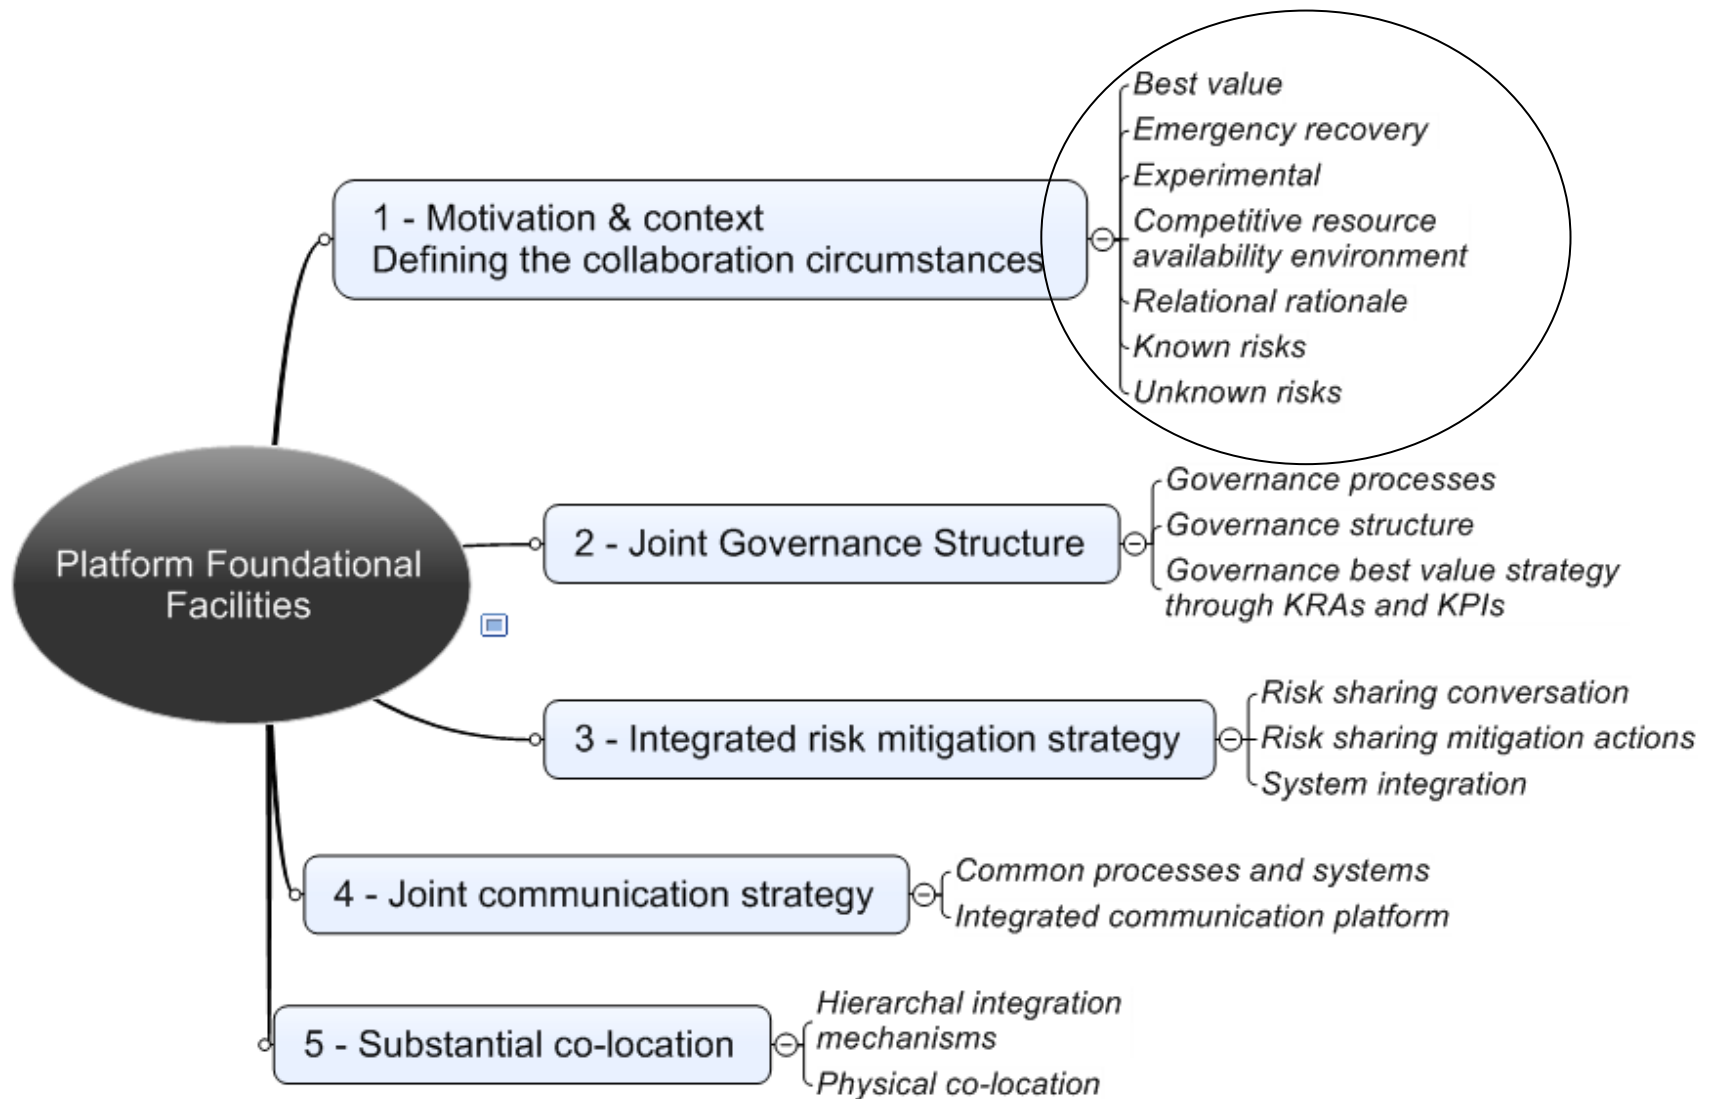 Platform Foundational
Facilities
1 - Motivation & context
Defining the collaboration circumstances
Best value
Emergency recovery
Experimental
Competitive resource
availability environment
Relational rationale
Known risks
Unknown risks
2 - Joint Governance Structure
Governance processes
Governance structure
Governance best value strategy
through KRAs and KPIs
3 - Integrated risk mitigation strategy
Risk sharing conversation
Risk sharing mitigation actions
System integration
4 - Joint communication strategy
Common processes and systems
Integrated communication platform
5 - Substantial co-location
Hierarchal integration
mechanisms
Physical co-location